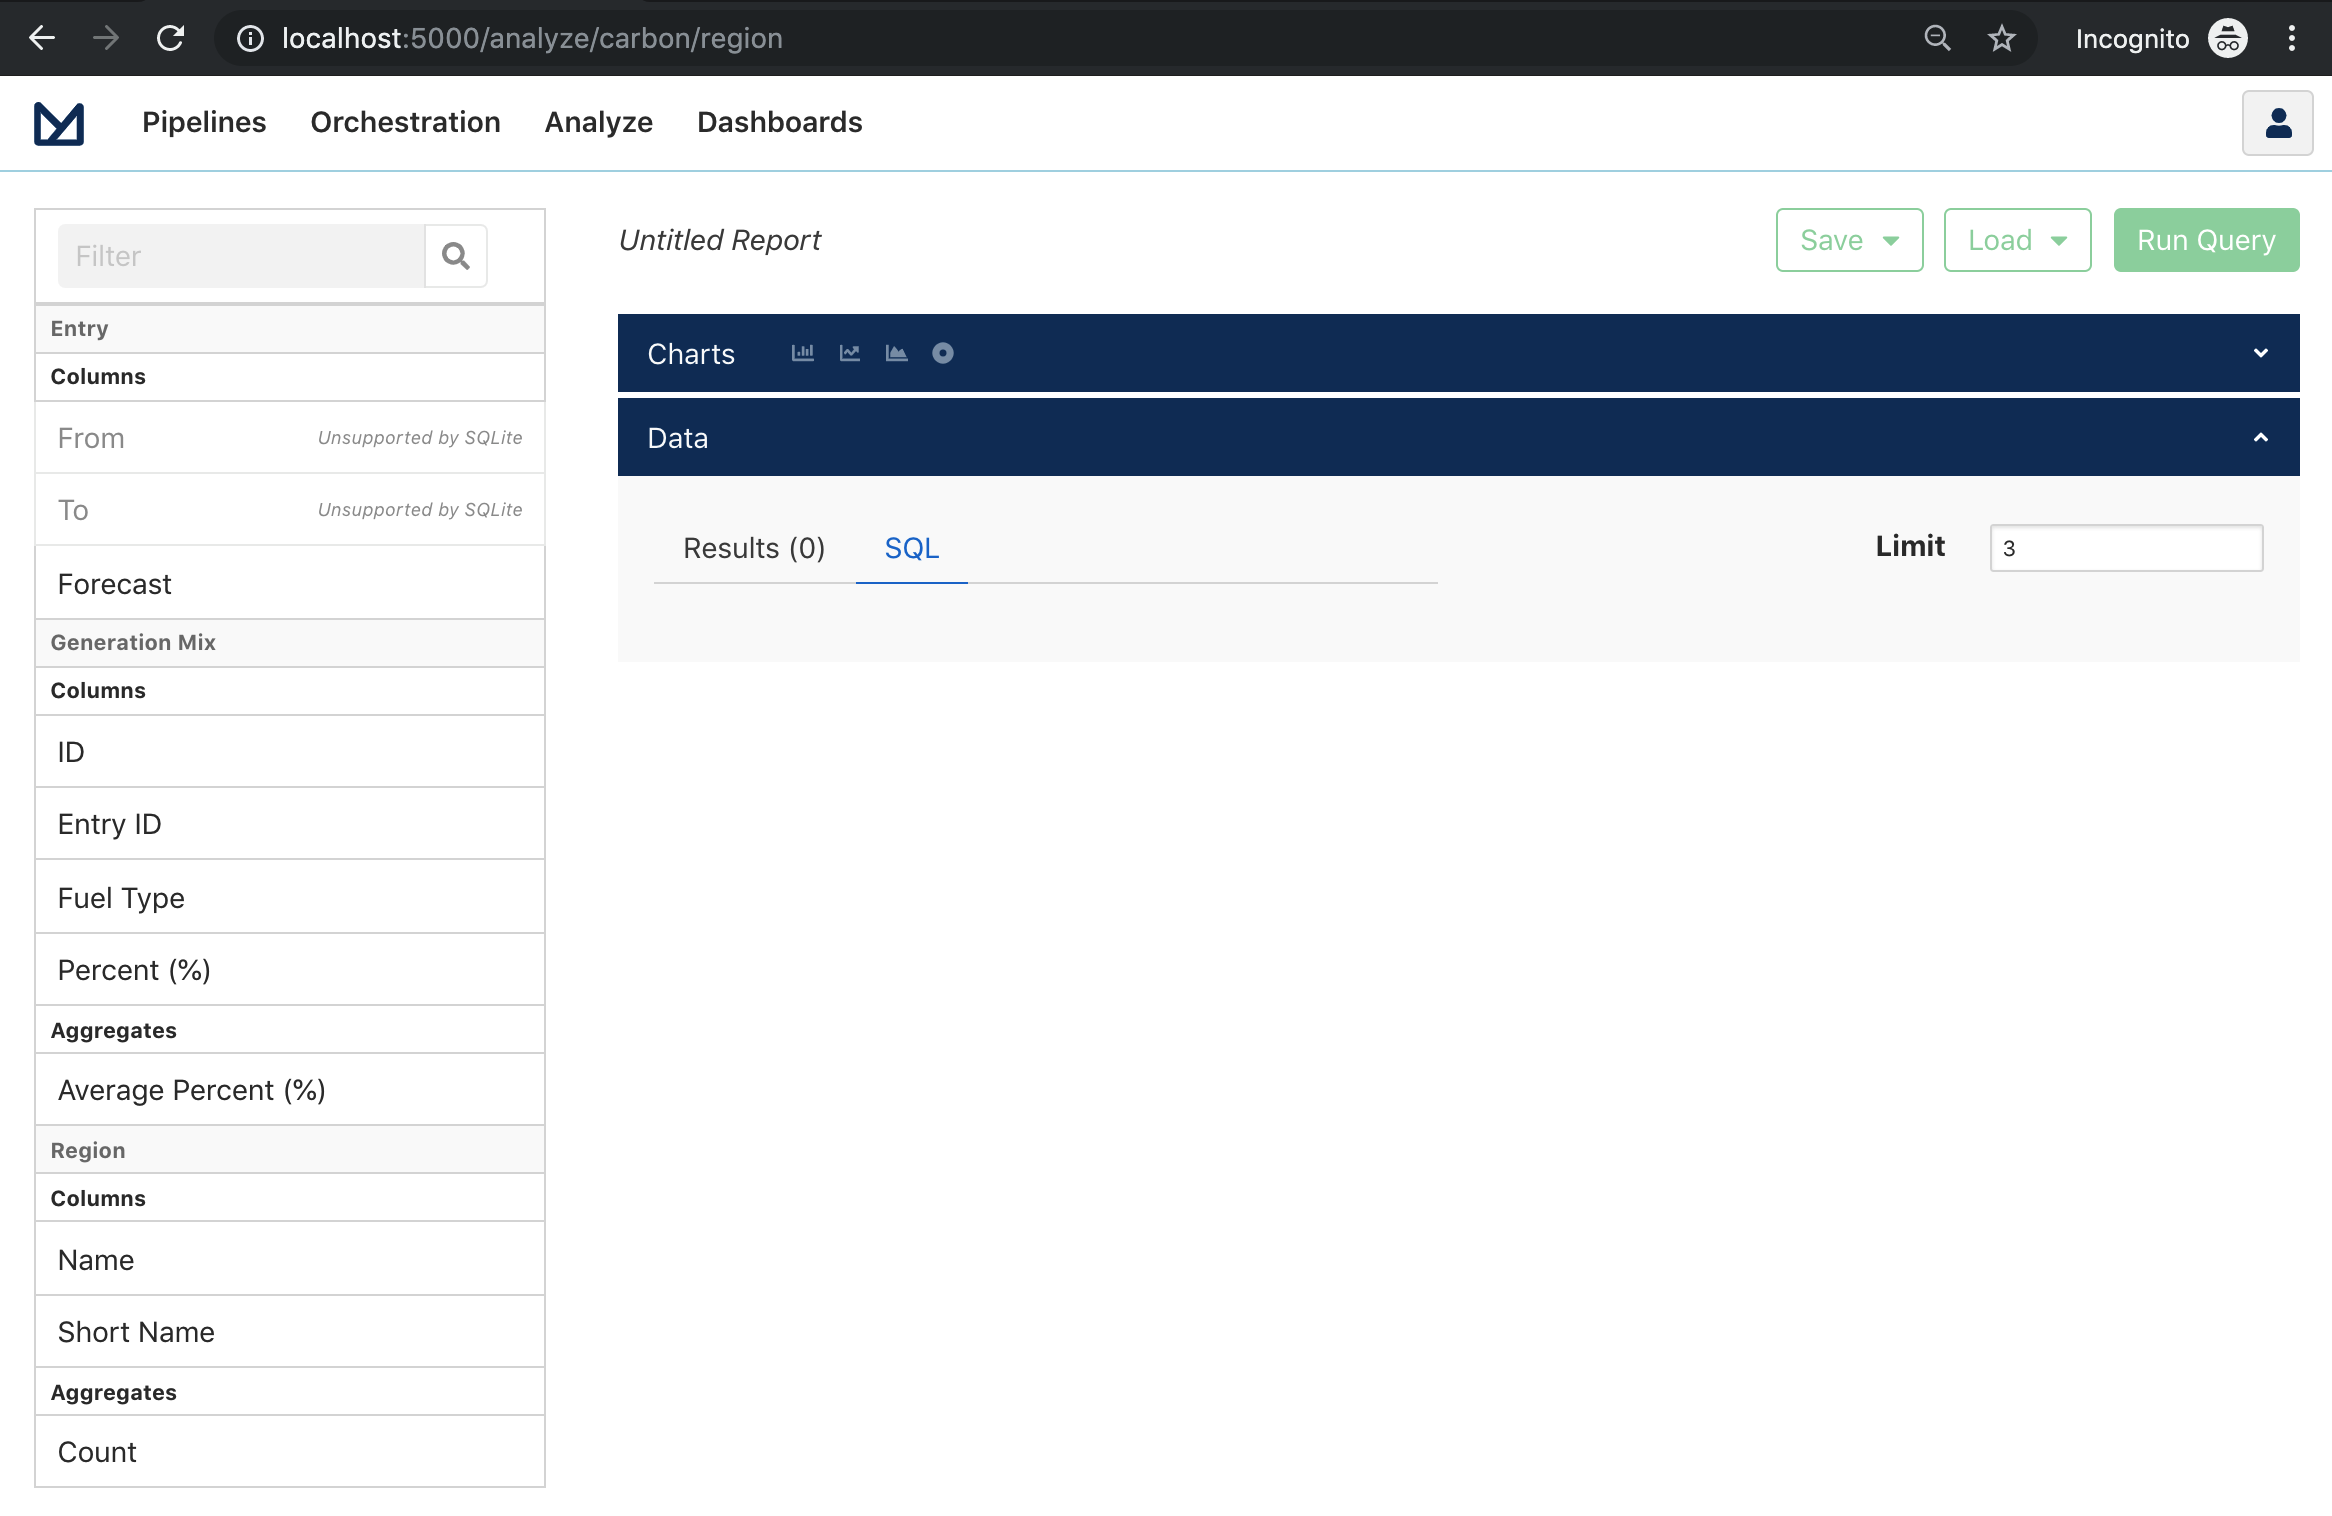 localhost:5000/analyze/carbon/region
Incognito
Pipelines Orchestration Analyze Dashboards
Filter
Entry
Columns
From Unsupported by SQLite
To Unsupported by SQLite
Forecast
Generation Mix
Columns
ID
Entry ID
Fuel Type
Percent (%)
Aggregates
Average Percent (%)
Region
Columns
Name
Short Name
Aggregates
Count
Untitled Report
Save Load Run Query
Charts
Data
Results (0) SQL
Limit 3